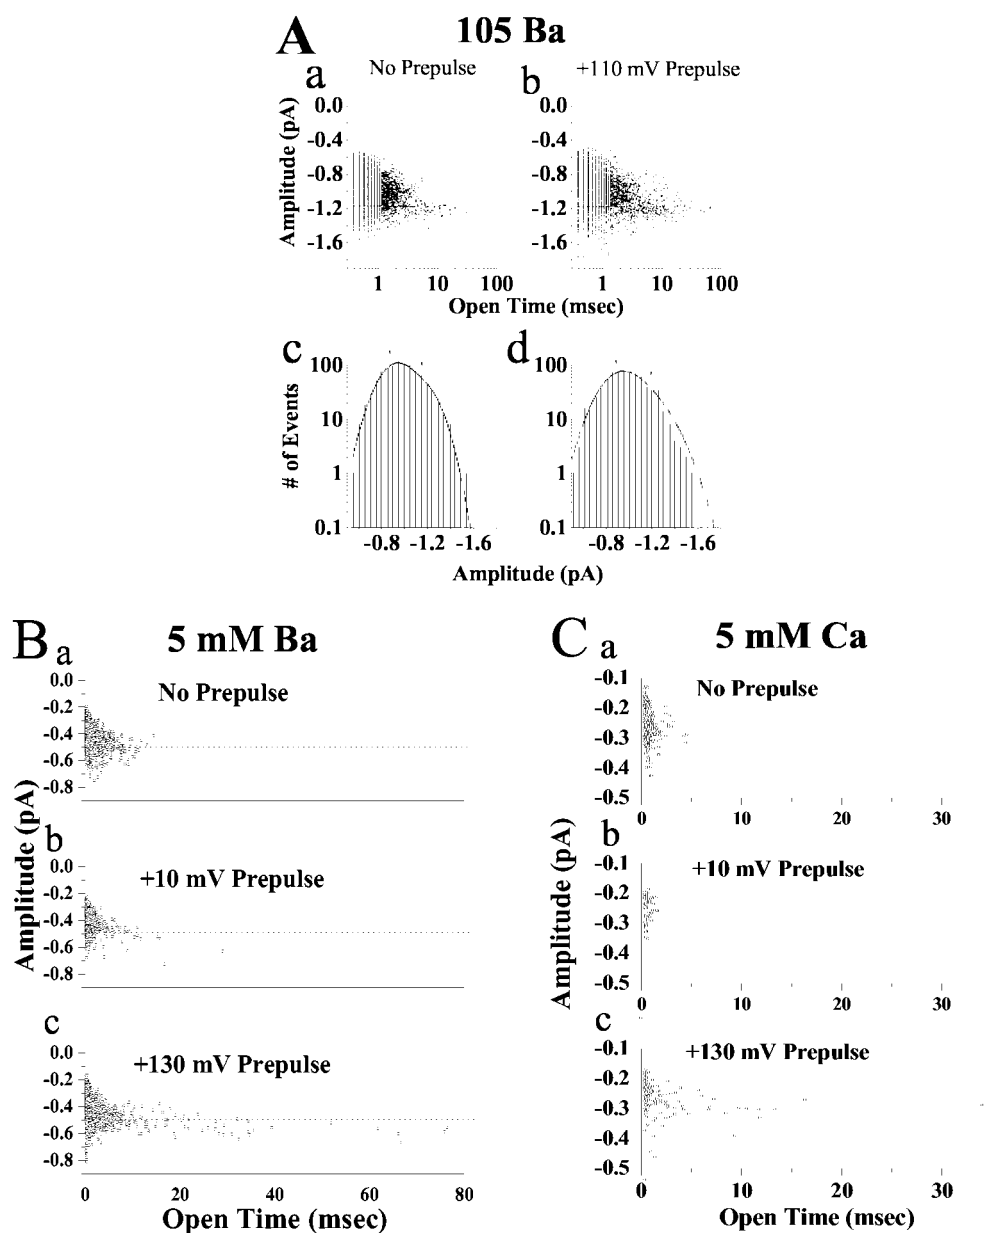 A
105 Ba
a
No Prepulse
b
+110 mV Prepulse
Amplitude (pA)
0.0
-0.4
-0.8
-1.2
-1.6
0.0
-0.4
-0.8
-1.2
-1.6
1 10 100
1 10 100
Open Time (msec)
c
d
# of Events
100
10
1
0.1
100
10
1
0.1
-0.8 -1.2 -1.6
-0.8 -1.2 -1.6
Amplitude (pA)
B
5 mM Ba
a
No Prepulse
0.0
-0.2
-0.4
-0.6
-0.8
Amplitude (pA)
b
+10 mV Prepulse
0.0
-0.2
-0.4
-0.6
-0.8
c
+130 mV Prepulse
0.0
-0.2
-0.4
-0.6
-0.8
0 20 40 60 80
Open Time (msec)
C
5 mM Ca
a
No Prepulse
-0.1
-0.2
-0.3
-0.4
-0.5
0 10 20 30
Amplitude (pA)
b
+10 mV Prepulse
-0.1
-0.2
-0.3
-0.4
-0.5
0 10 20 30
c
+130 mV Prepulse
-0.1
-0.2
-0.3
-0.4
-0.5
0 10 20 30
Open Time (msec)